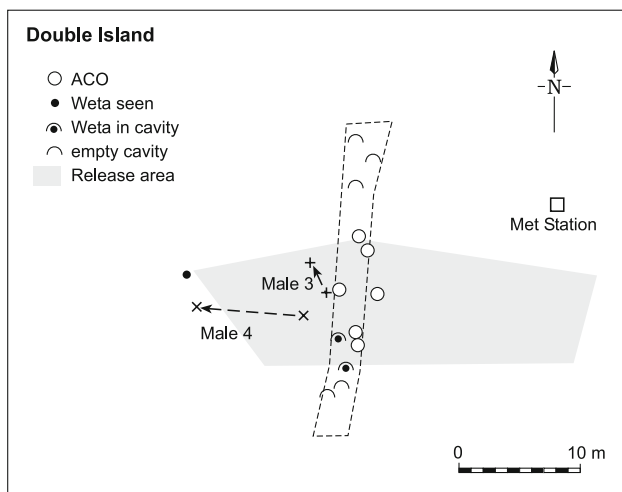 Double Island
ACO
Weta seen
Weta in cavity
empty cavity
Release area
-N-
Met Station
Male 3
Male 4
0 10 m